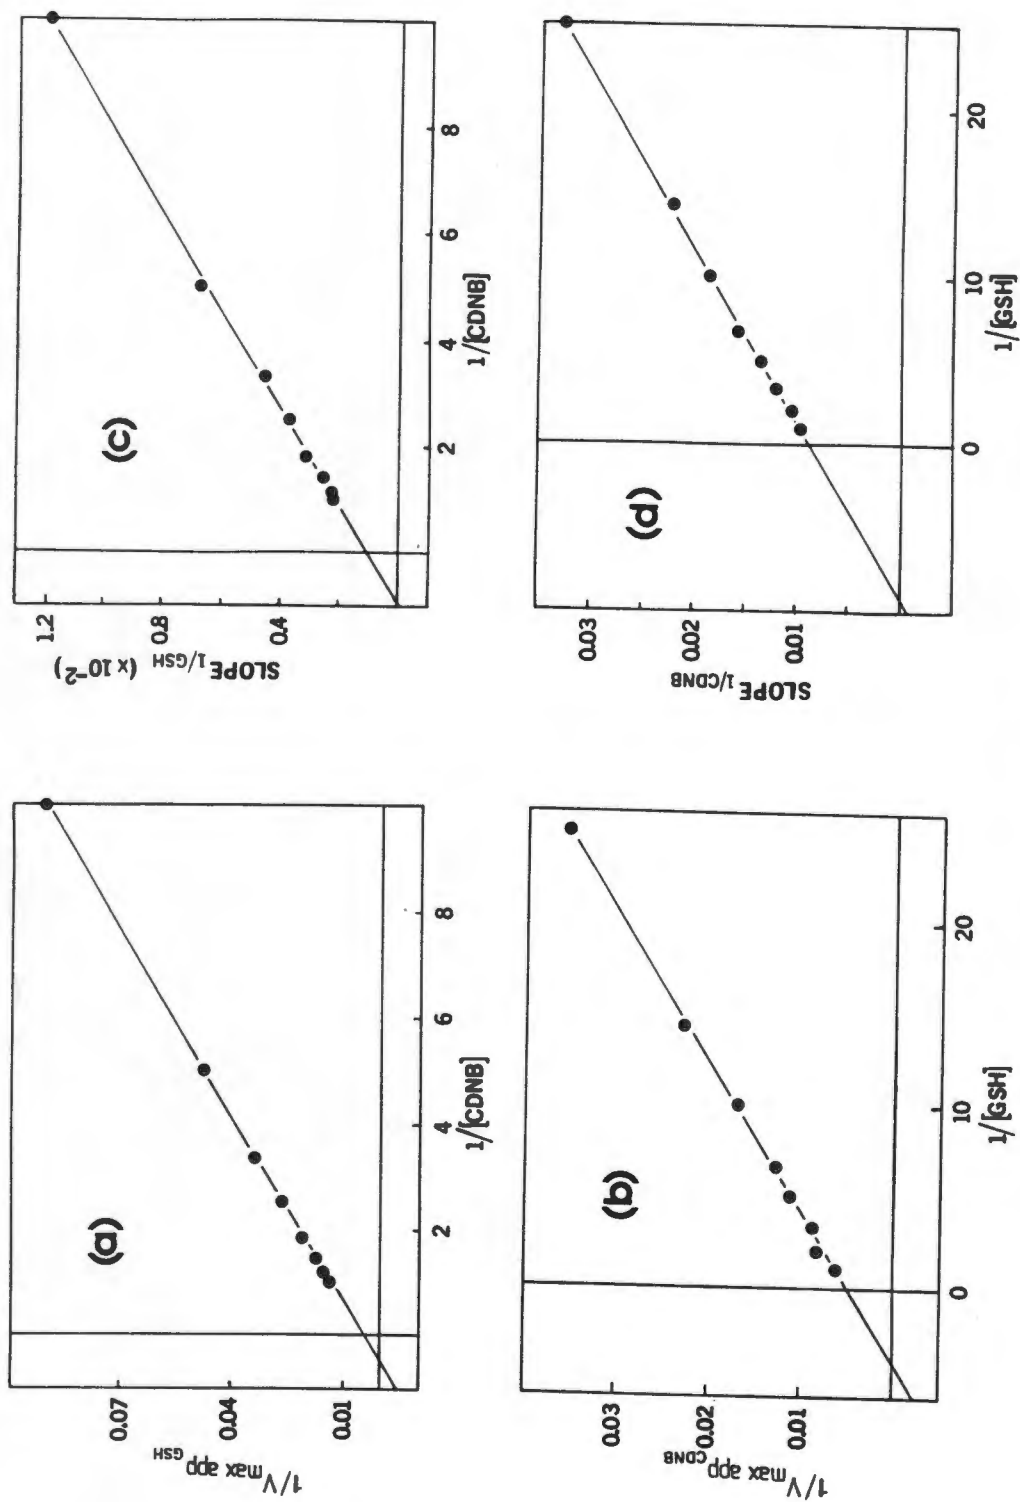 (a)
1/V max app GSH
0.07
0.04
0.01
2
4
6
8
1/[CDNB]
(c)
SLOPE 1/GSH (x 10-2)
1.2
0.8
0.4
2
4
6
8
1/[CDNB]
(b)
1/V max app CDNB
0.03
0.02
0.01
0
10
20
1/[GSH]
(d)
SLOPE 1/CDNB
0.03
0.02
0.01
0
10
20
1/[GSH]